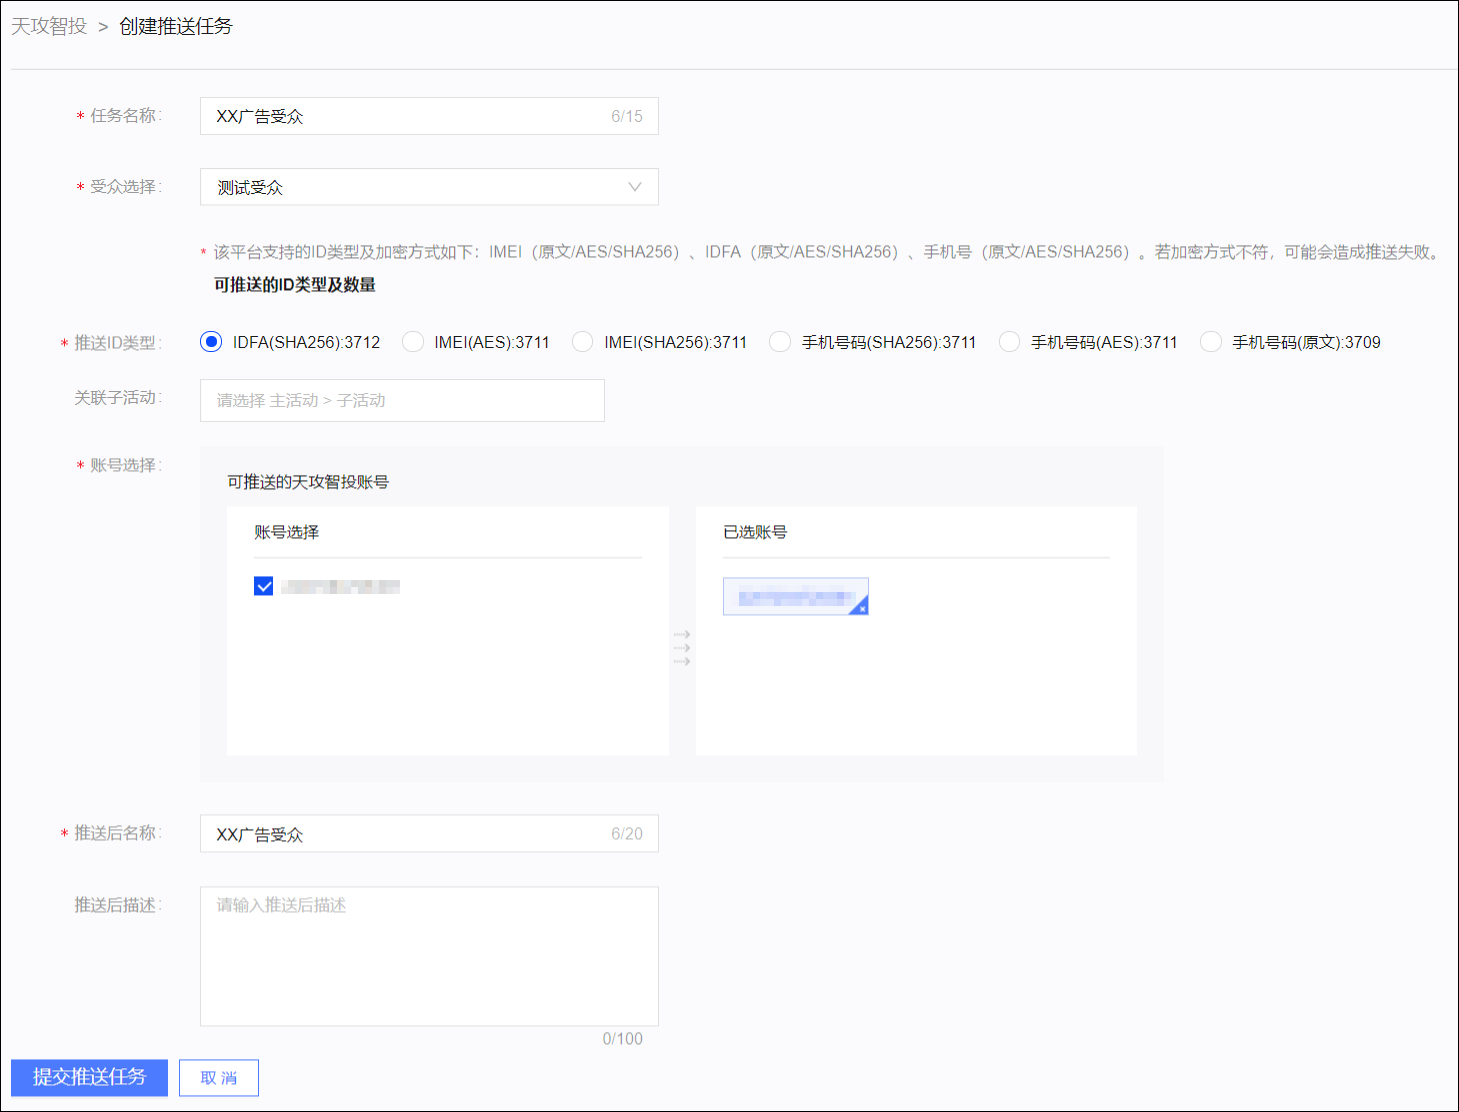 天攻智投 > 创建推送任务
* 任务名称:
XX广告受众 6/15
* 受众选择:
测试受众
* 该平台支持的ID类型及加密方式如下：IMEI（原文/AES/SHA256）、IDFA（原文/AES/SHA256）、手机号（原文/AES/SHA256）。若加密方式不符，可能会造成推送失败。
可推送的ID类型及数量
* 推送ID类型:
IDFA(SHA256):3712 IMEI(AES):3711 IMEI(SHA256):3711 手机号码(SHA256):3711 手机号码(AES):3711 手机号码(原文):3709
关联子活动:
请选择 主活动 > 子活动
* 账号选择:
可推送的天攻智投账号
账号选择
已选账号
* 推送后名称:
XX广告受众 6/20
推送后描述:
请输入推送后描述
0/100
提交推送任务 取 消